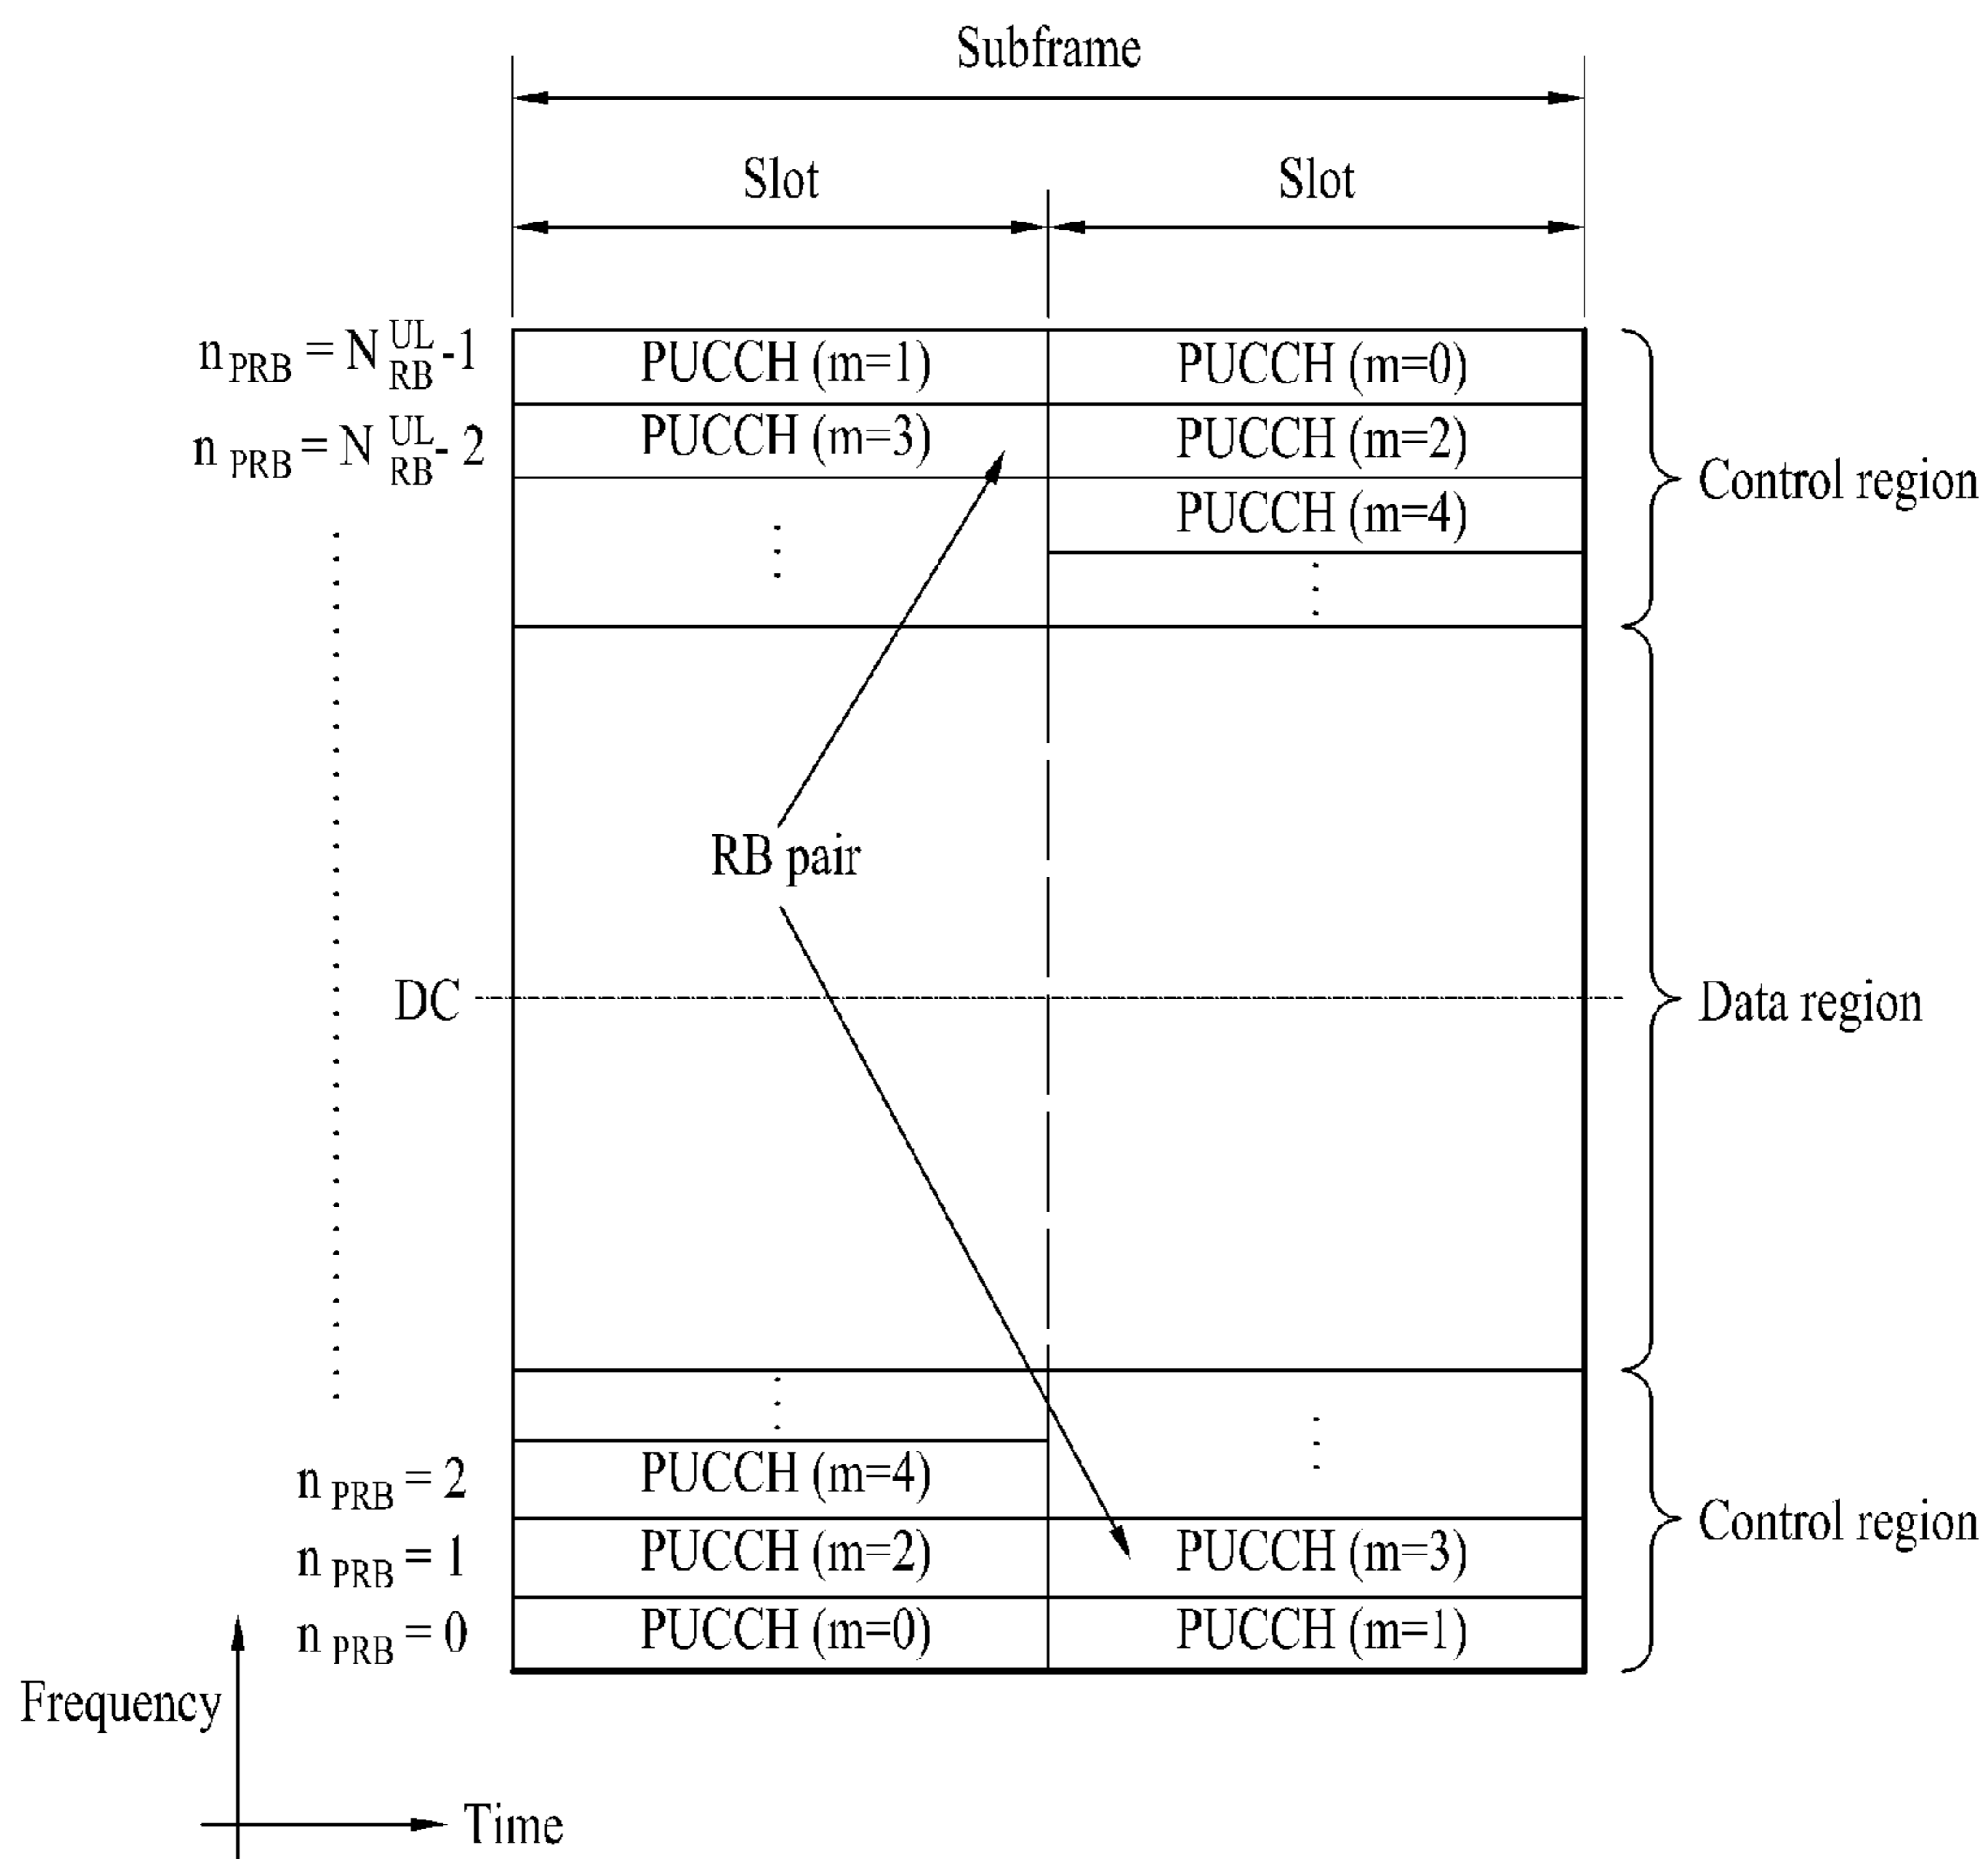 Subframe
Slot Slot
n PRB = N UL RB -1 PUCCH (m=1) PUCCH (m=0)
n PRB = N UL RB - 2 PUCCH (m=3) PUCCH (m=2)
Control region
PUCCH (m=4)
RB pair
DC
Data region
n PRB = 2 PUCCH (m=4)
Control region
n PRB = 1 PUCCH (m=2) PUCCH (m=3)
n PRB = 0 PUCCH (m=0) PUCCH (m=1)
Frequency
Time